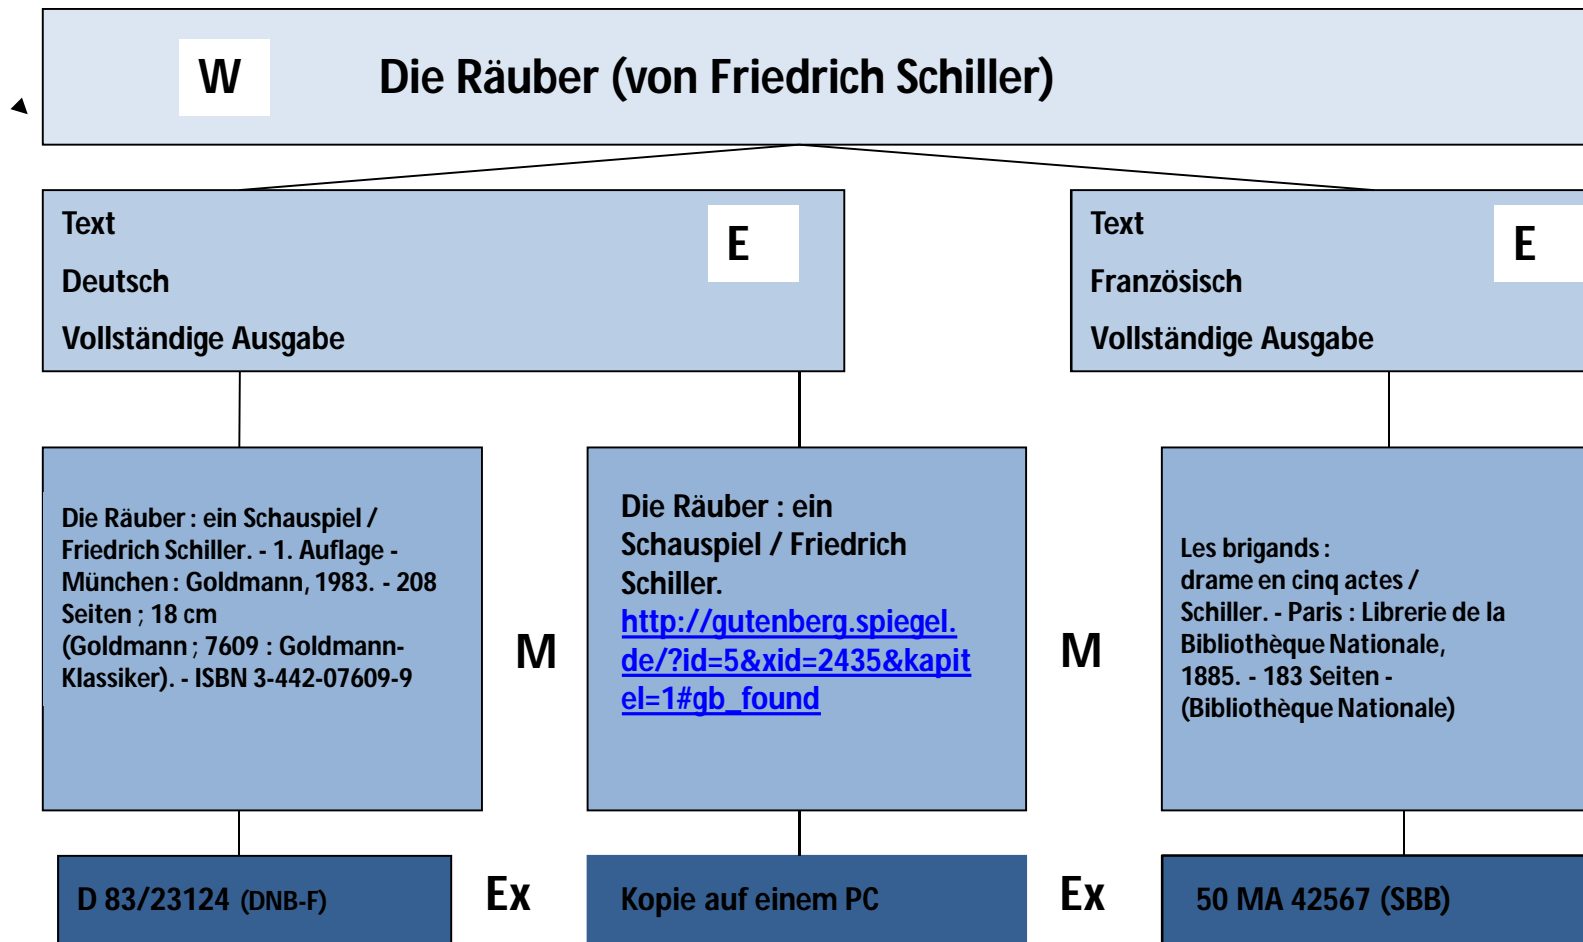 W
Die Räuber (von Friedrich Schiller)
Text
Deutsch
Vollständige Ausgabe
E
Text
Französisch
Vollständige Ausgabe
E
Die Räuber : ein Schauspiel /
Friedrich Schiller. - 1. Auflage -
München : Goldmann, 1983. - 208
Seiten ; 18 cm
(Goldmann ; 7609 : Goldmann-
Klassiker). - ISBN 3-442-07609-9
M
Die Räuber : ein
Schauspiel / Friedrich
Schiller.
http://gutenberg.spiegel.
de/?id=5&xid=2435&kapit
el=1#gb_found
M
Les brigands :
drame en cinq actes /
Schiller. - Paris : Librerie de la
Bibliothèque Nationale,
1885. - 183 Seiten -
(Bibliothèque Nationale)
D 83/23124 (DNB-F)
Ex
Kopie auf einem PC
Ex
50 MA 42567 (SBB)